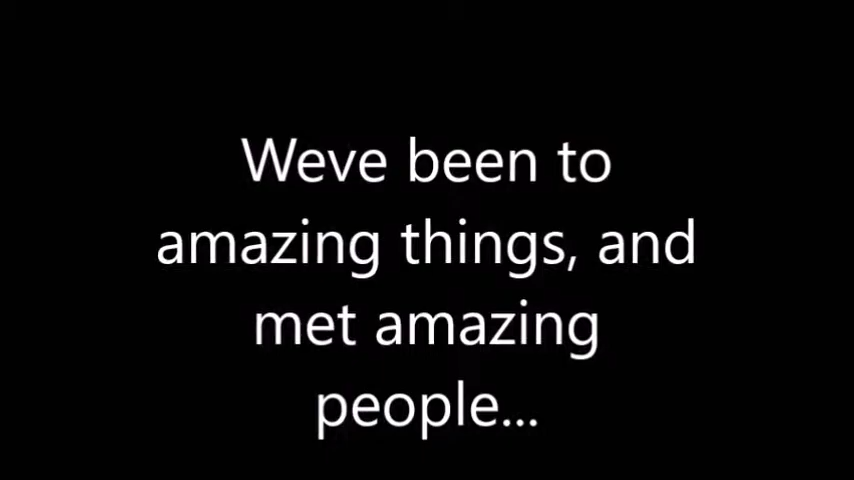 Weve been to
amazing things, and
met amazing
people...